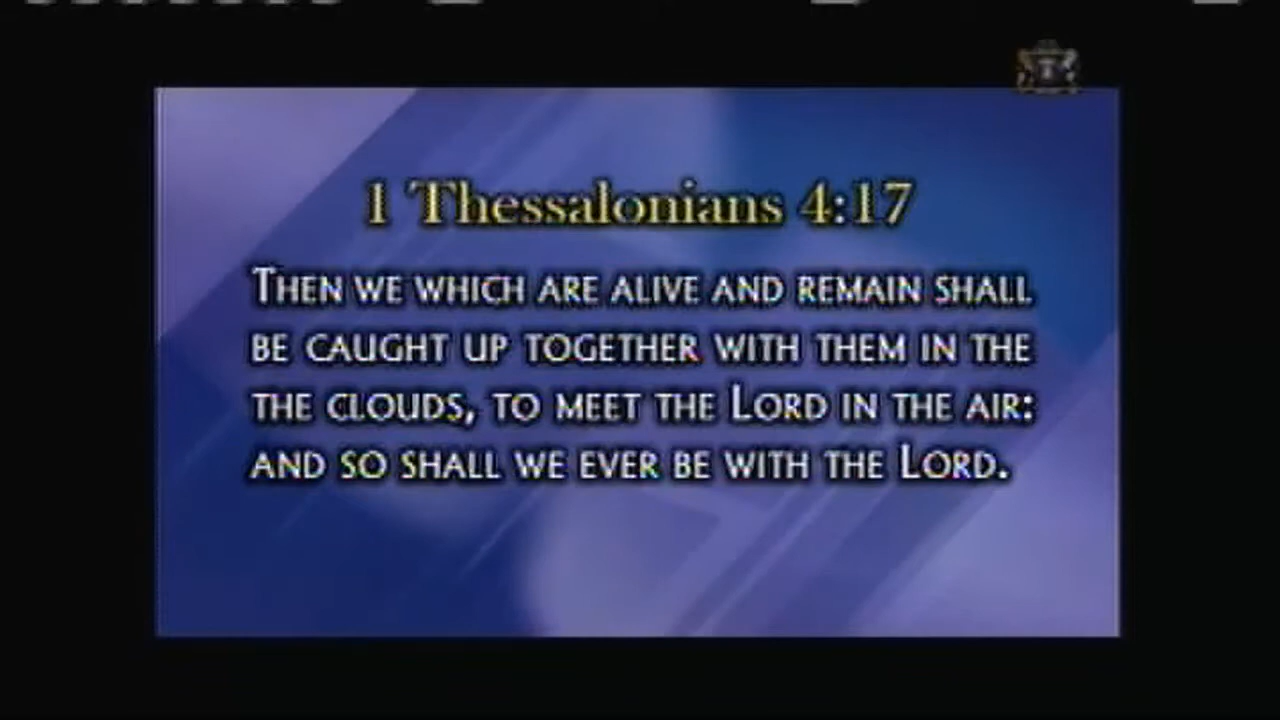 1 Thessalonians 4:17
Then we which are alive and remain shall
be caught up together with them in the
the clouds, to meet the Lord in the air:
and so shall we ever be with the Lord.